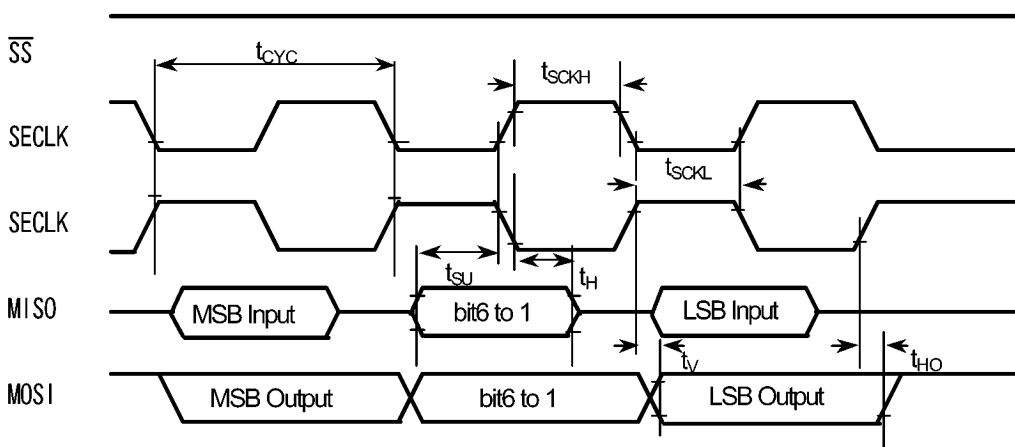 SS
tCYC
tSCKH
SECLK
tSCKL
SECLK
tSU
tH
MISO
MSB Input
bit6 to 1
LSB Input
tV
tHO
MOSI
MSB Output
bit6 to 1
LSB Output